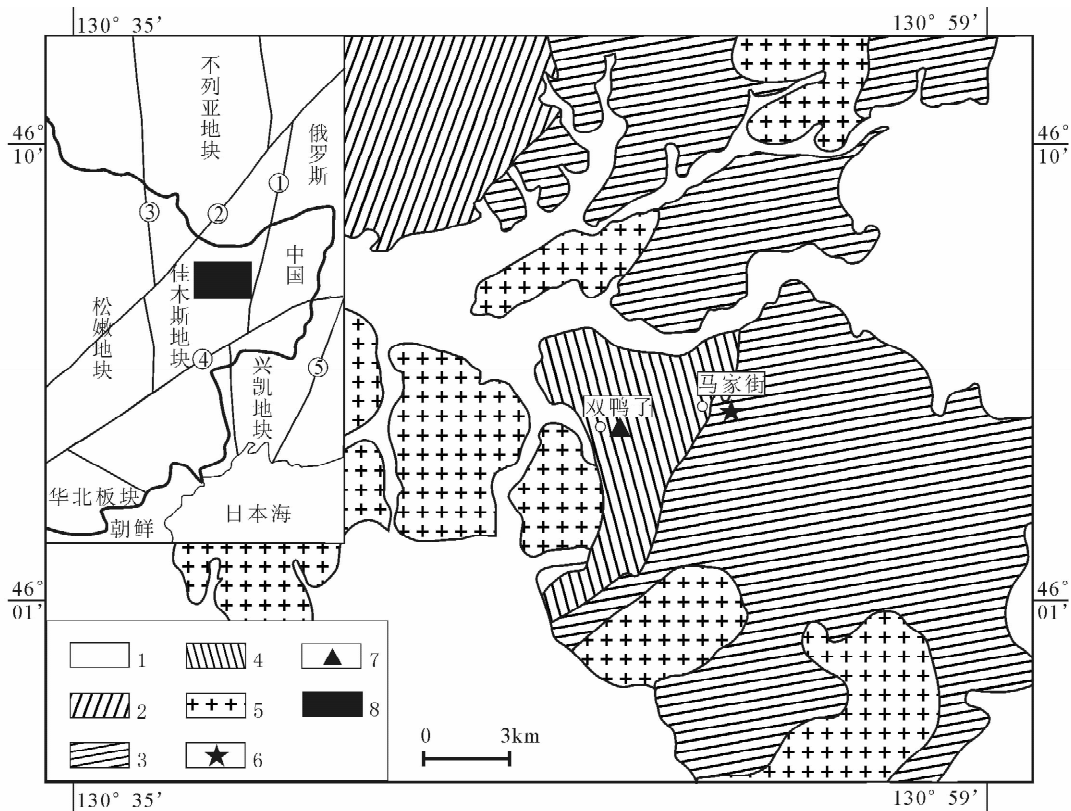 130° 35′
130° 59′
46°
10′
46°
10′
不列亚地块
俄罗斯
①
②
③
中国
佳木斯地块
松嫩地块
④
⑤
兴凯地块
华北板块
朝鲜
日本海
马家街
双鸭了
46°
01′
46°
01′
1
4
7
2
5
8
3
6
0
3km
130° 35′
130° 59′